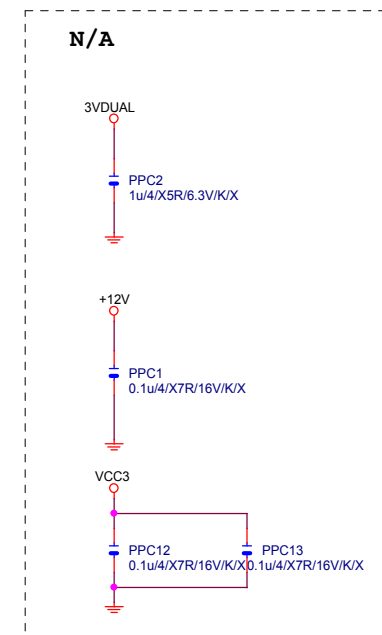 N/A
3VDUAL
PPC2
1u/4/X5R/6.3V/K/X
+12V
PPC1
0.1u/4/X7R/16V/K/X
VCC3
PPC12
0.1u/4/X7R/16V/K/X
PPC13
0.1u/4/X7R/16V/K/X